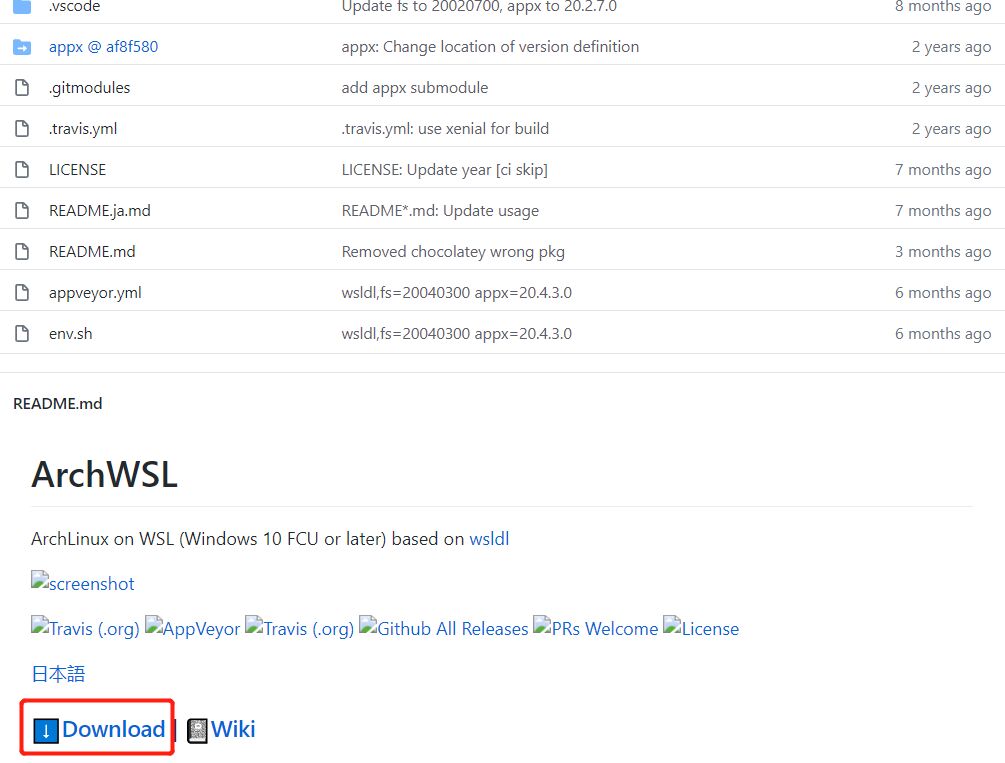 .vscode Update fs to 20020700, appx to 20.2.7.0 8 months ago
appx @ af8f580 appx: Change location of version definition 2 years ago
.gitmodules add appx submodule 2 years ago
.travis.yml .travis.yml: use xenial for build 2 years ago
LICENSE LICENSE: Update year [ci skip] 7 months ago
README.ja.md README*.md: Update usage 7 months ago
README.md Removed chocolatey wrong pkg 3 months ago
appveyor.yml wsldl,fs=20040300 appx=20.4.3.0 6 months ago
env.sh wsldl,fs=20040300 appx=20.4.3.0 6 months ago
README.md
ArchWSL
ArchLinux on WSL (Windows 10 FCU or later) based on wsldl
screenshot
Travis (.org) AppVeyor Travis (.org) Github All Releases PRs Welcome License
日本語
↓Download | Wiki